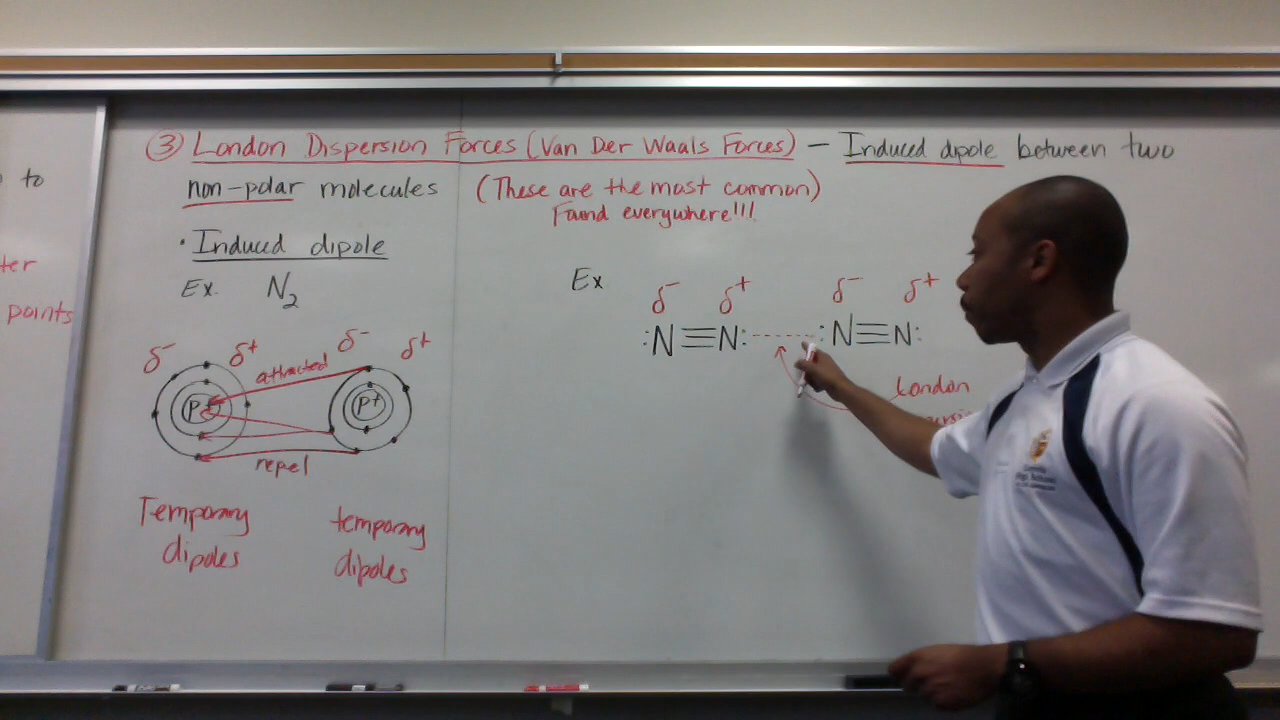 to
ter
points
③ London Dispersion Forces (Van Der Waals Forces) – Induced dipole between two
non-polar molecules (These are the most common)
Found everywhere!!!
• Induced dipole
Ex. N₂
δ⁻ δ⁺ δ⁻ δ⁺
attracted
P⁺ P⁺
repel
Temporary temporary
dipoles dipoles
Ex
δ⁻ δ⁺ δ⁻ δ⁺
:N≡N: ------ :N≡N:
London